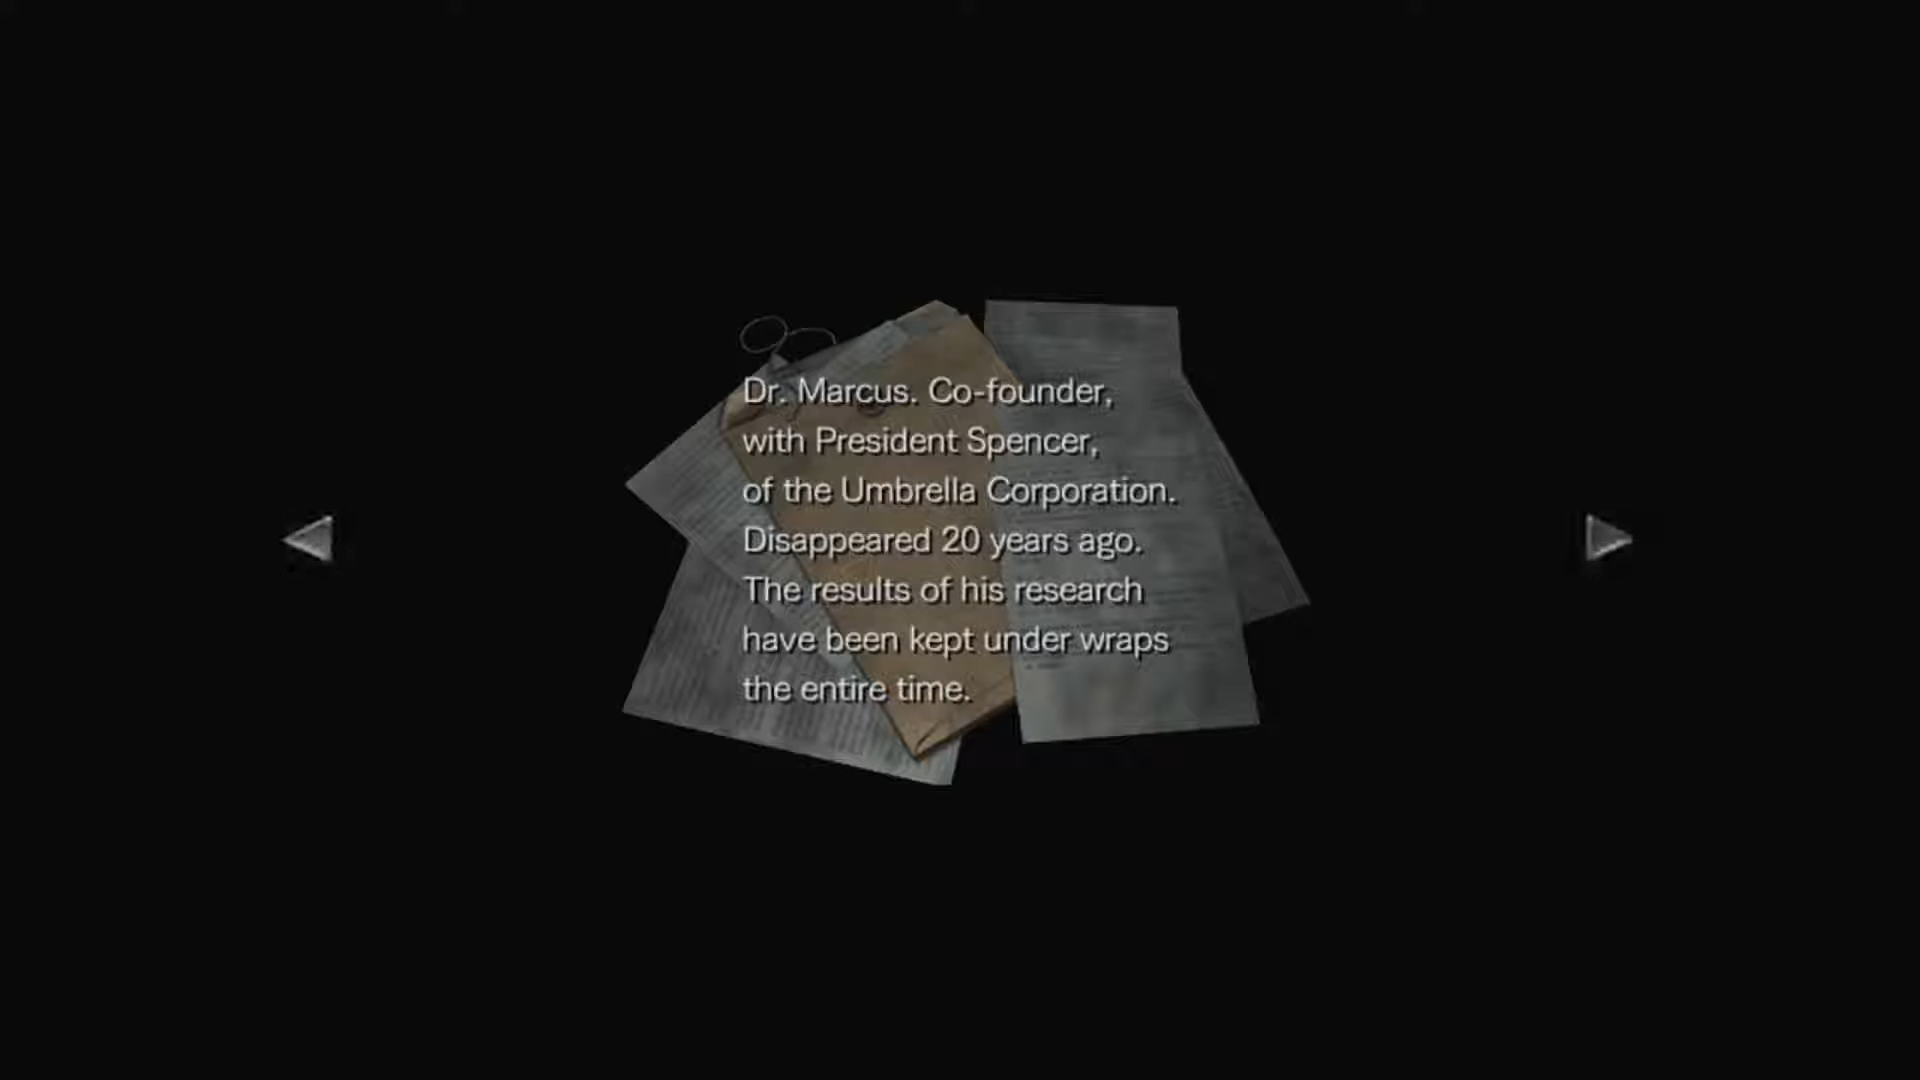 Dr. Marcus. Co-founder,
with President Spencer,
of the Umbrella Corporation.
Disappeared 20 years ago.
The results of his research
have been kept under wraps
the entire time.